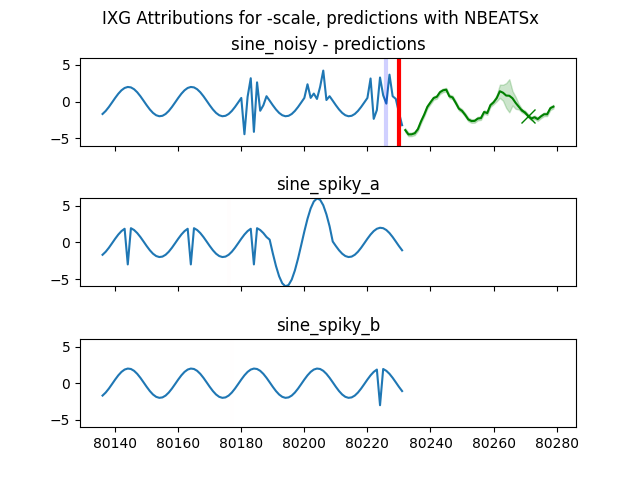 IXG Attributions for -scale, predictions with NBEATSx
sine_noisy - predictions
5
0
−5
sine_spiky_a
5
0
−5
sine_spiky_b
5
0
−5
80140 80160 80180 80200 80220 80240 80260 80280